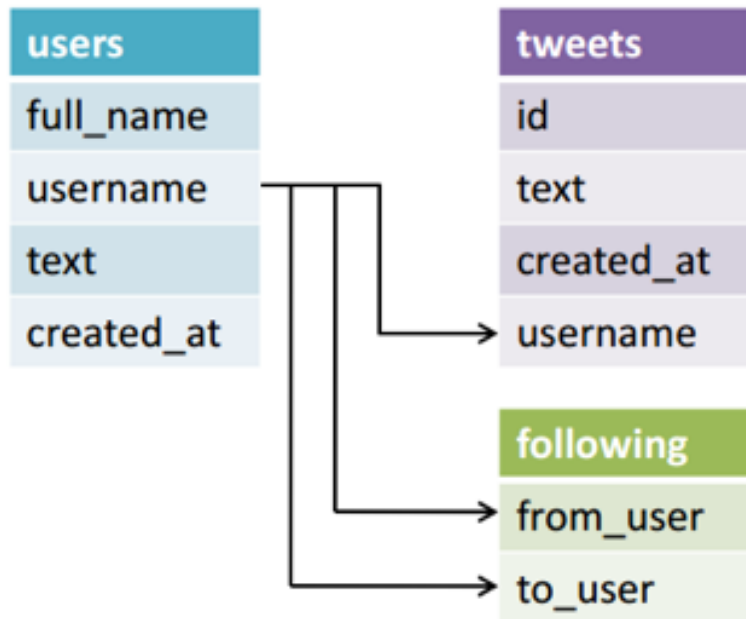 users
full_name
username
text
created_at
tweets
id
text
created_at
username
following
from_user
to_user